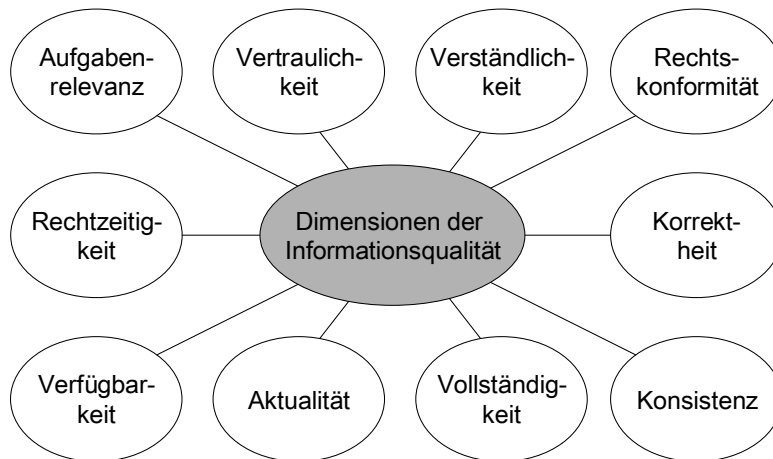 Aufgaben-
relevanz
Vertraulich-
keit
Verständlich-
keit
Rechts-
konformität
Rechtzeitig-
keit
Dimensionen der
Informationsqualität
Korrekt-
heit
Verfügbar-
keit
Aktualität
Vollständig-
keit
Konsistenz